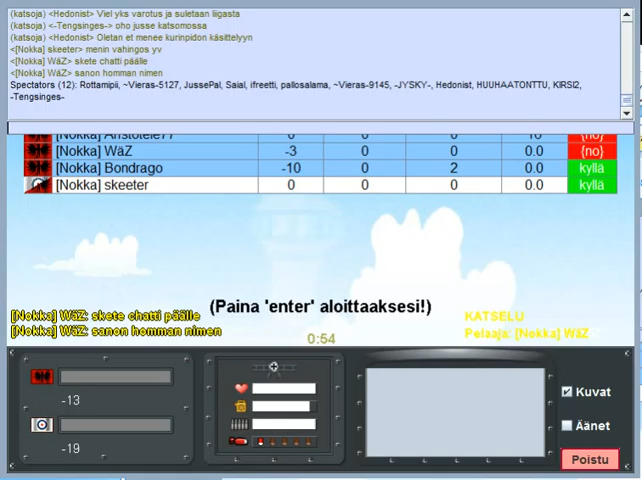 (katsoja) <Hedonist> Viel yks varotus ja suletaan liigasta
(katsoja) <-Tengsinges-> oho jusse katsomossa
(katsoja) <Hedonist> Oletan et menee kurinpidon käsittelyyn
<[Nokka] skeeter> menin vahingos yv
<[Nokka] WäZ> skete chatti päälle
<[Nokka] WäZ> sanon homman nimen
Spectators (12): Rottamipii, ~Vieras-5127, JussePal, Saial, ifreetti, pallosalama, ~Vieras-9145, -JY'SKY-, Hedonist, HUUHAATONTTU, KIRSI2,
-Tengsinges-
[Nokka] Aristotele77 0 0 0 {no}
[Nokka] WäZ -3 0 0 0.0 {no}
[Nokka] Bondrago -10 0 2 0.0 kyllä
[Nokka] skeeter 0 0 0 0.0 kyllä
(Paina 'enter' aloittaaksesi!)
[Nokka] WäZ: skete chatti päälle
[Nokka] WäZ: sanon homman nimen
KATSELU
Pelaaja: [Nokka] WäZ
0:54
-13
-19
Kuvat
Äänet
Poistu